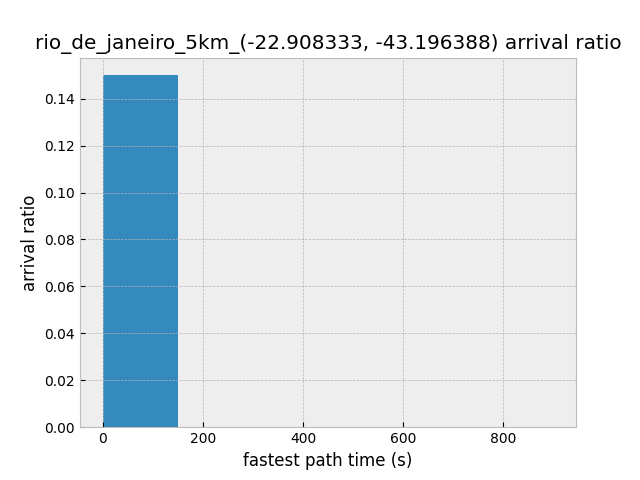 rio_de_janeiro_5km_(-22.908333, -43.196388) arrival ratio
0.14
0.12
0.10
0.08
0.06
0.04
0.02
0.00
arrival ratio
0 200 400 600 800
fastest path time (s)